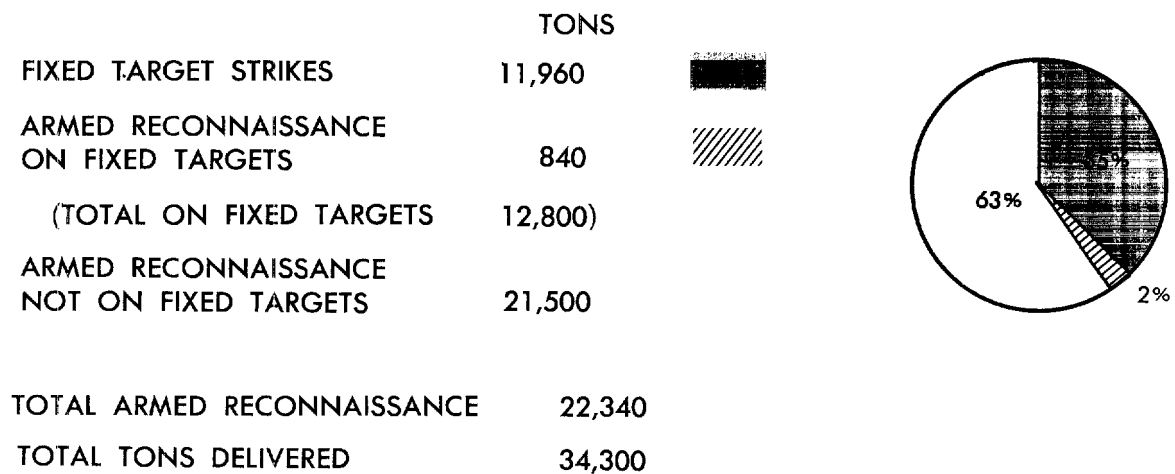 TONS
FIXED TARGET STRIKES 11,960
ARMED RECONNAISSANCE
ON FIXED TARGETS 840
(TOTAL ON FIXED TARGETS 12,800)
ARMED RECONNAISSANCE
NOT ON FIXED TARGETS 21,500
TOTAL ARMED RECONNAISSANCE 22,340
TOTAL TONS DELIVERED 34,300
63%
2%